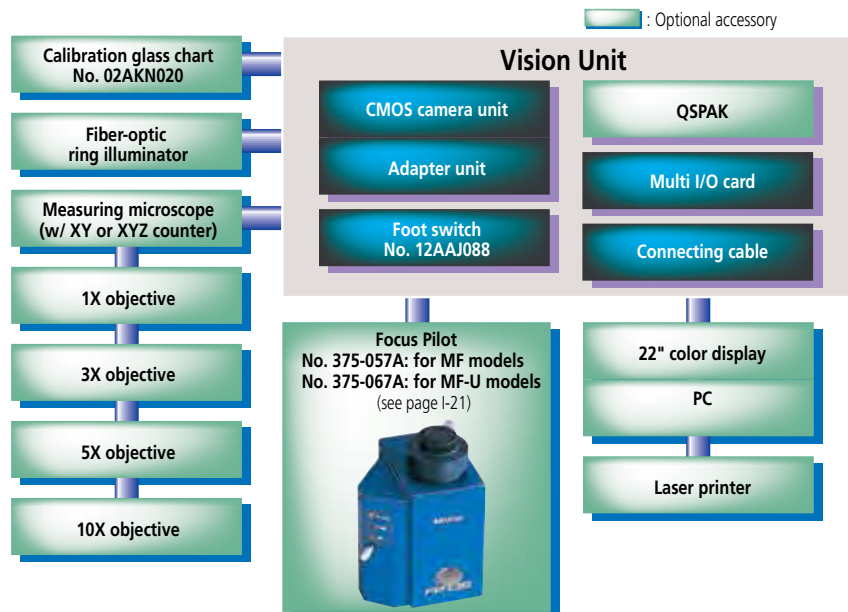 : Optional accessory
Calibration glass chart
No. 02AKN020
Fiber-optic
ring illuminator
Measuring microscope
(w/ XY or XYZ counter)
1X objective
3X objective
5X objective
10X objective
Vision Unit
CMOS camera unit
Adapter unit
Foot switch
No. 12AAJ088
QSPAK
Multi I/O card
Connecting cable
Focus Pilot
No. 375-057A: for MF models
No. 375-067A: for MF-U models
(see page I-21)
22" color display
PC
Laser printer